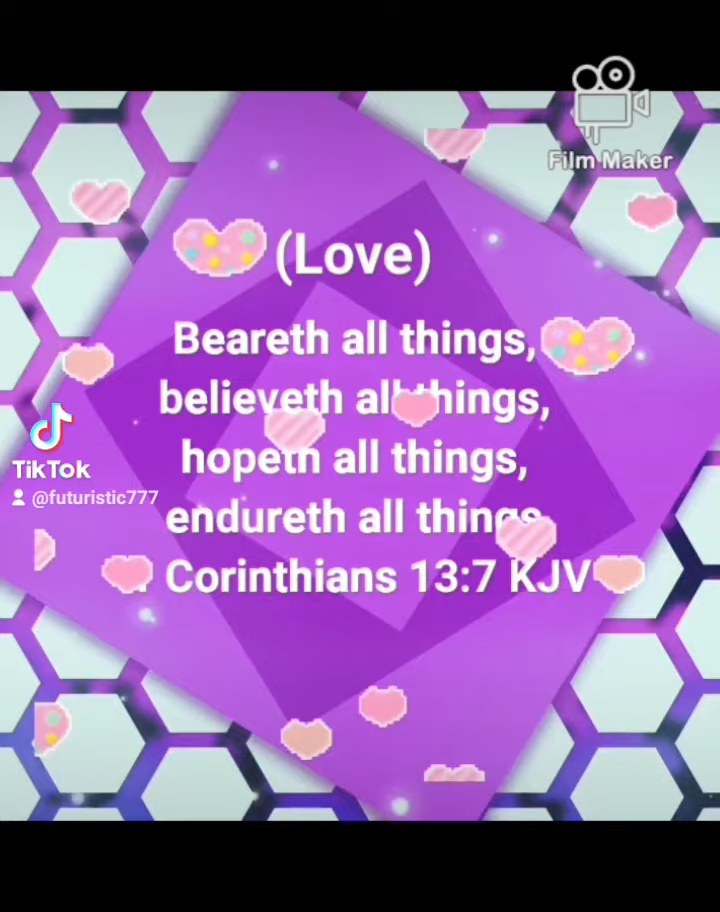 Film Maker
(Love)
Beareth all things,
believeth all things,
hopeth all things,
endureth all things
Corinthians 13:7 KJV
TikTok
@futuristic777